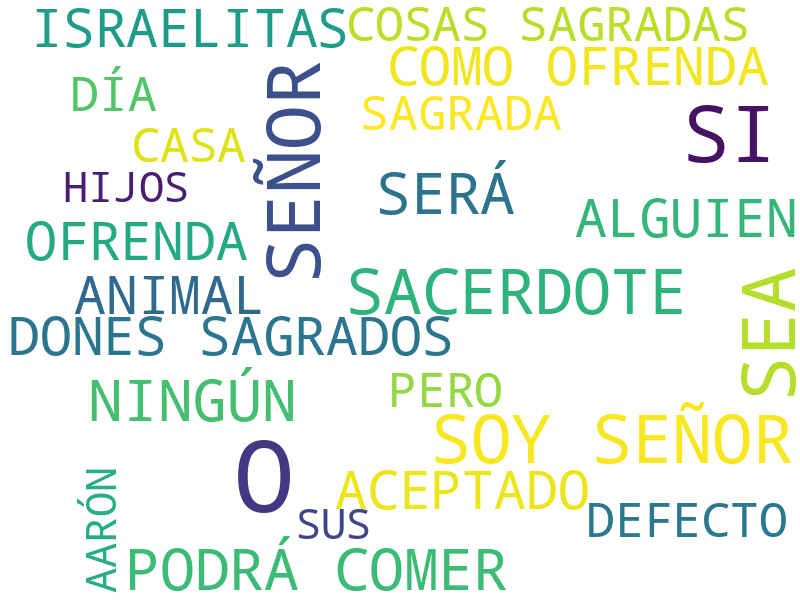 ISRAELITAS
COSAS SAGRADAS
COMO OFRENDA
DÍA
SAGRADA
SI
CASA
SEÑOR
HIJOS
SERÁ
ALGUIEN
OFRENDA
ANIMAL
SACERDOTE
SEA
DONES SAGRADOS
NINGÚN
PERO
SOY SEÑOR
O
ACEPTADO
SUS
DEFECTO
AARÓN
PODRÁ COMER